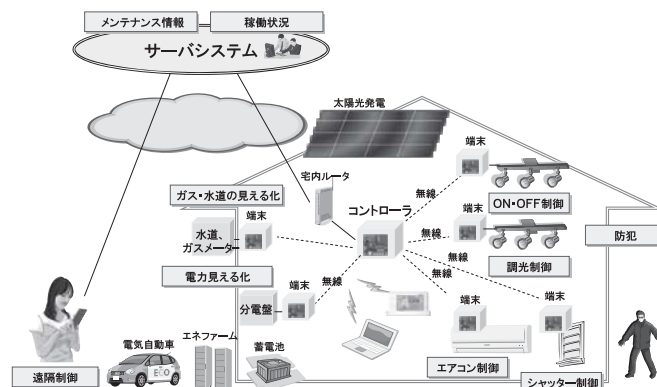 メンテナンス情報
稼働状況
サーバシステム
太陽光発電
端末
宅内ルータ
無線
ガス・水道の見える化
コントローラ
ON・OFF制御
端末
水道、
ガスメーター
端末
無線
防犯
電力見える化
無線
調光制御
無線
分電盤
端末
端末
端末
電気自動車
エネファーム
蓄電池
ECO
エアコン制御
遠隔制御
シャッター制御